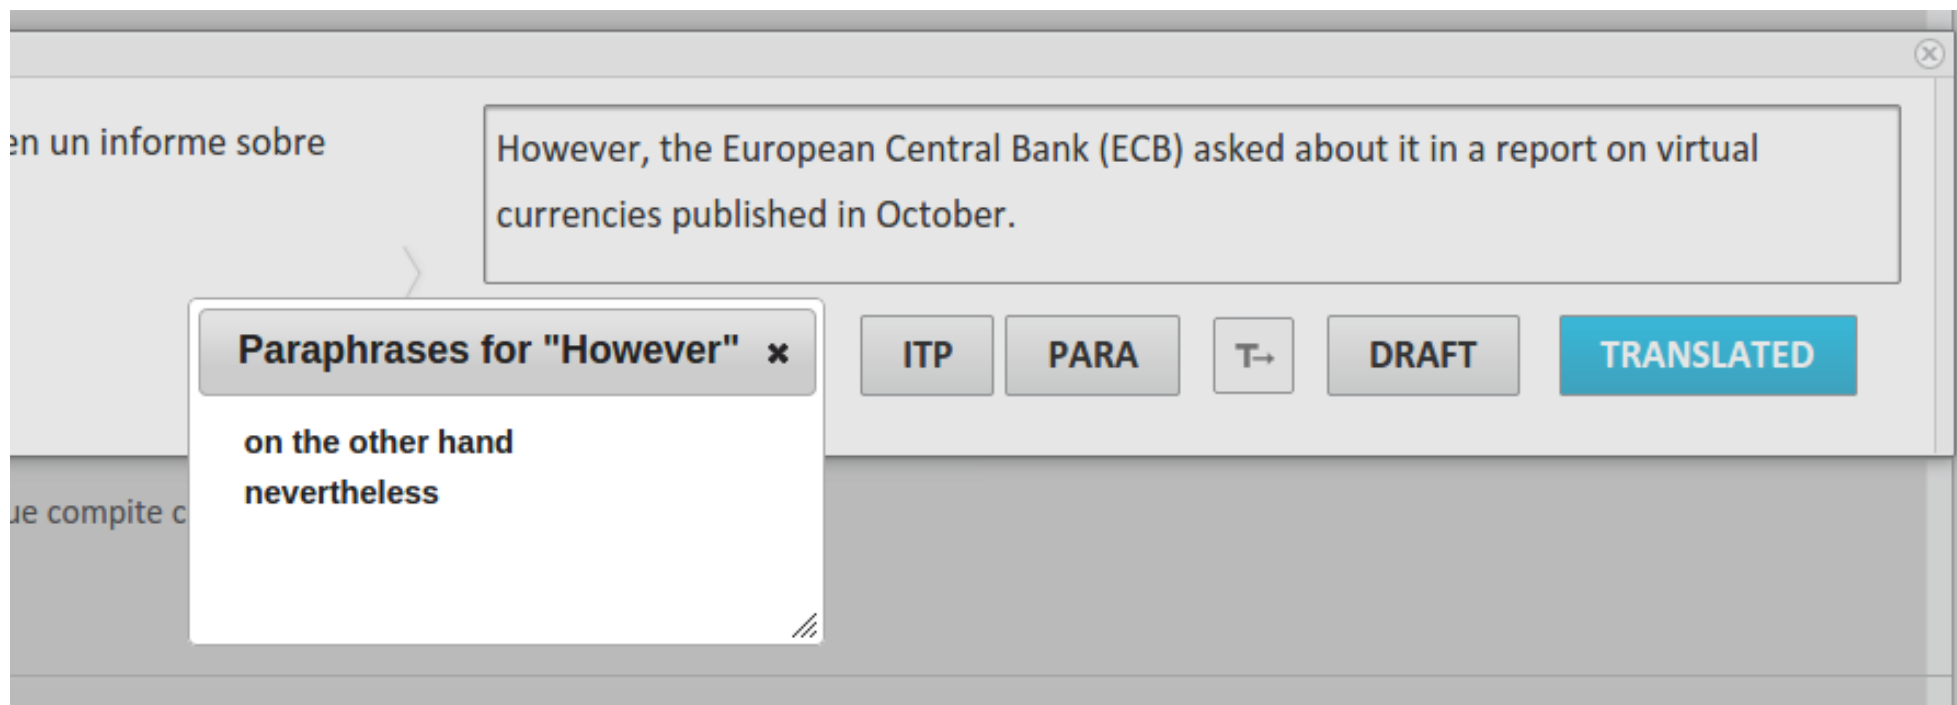 en un informe sobre
However, the European Central Bank (ECB) asked about it in a report on virtual
currencies published in October.
Paraphrases for "However" ×
ITP PARA T→ DRAFT TRANSLATED
on the other hand
nevertheless
ue compite c